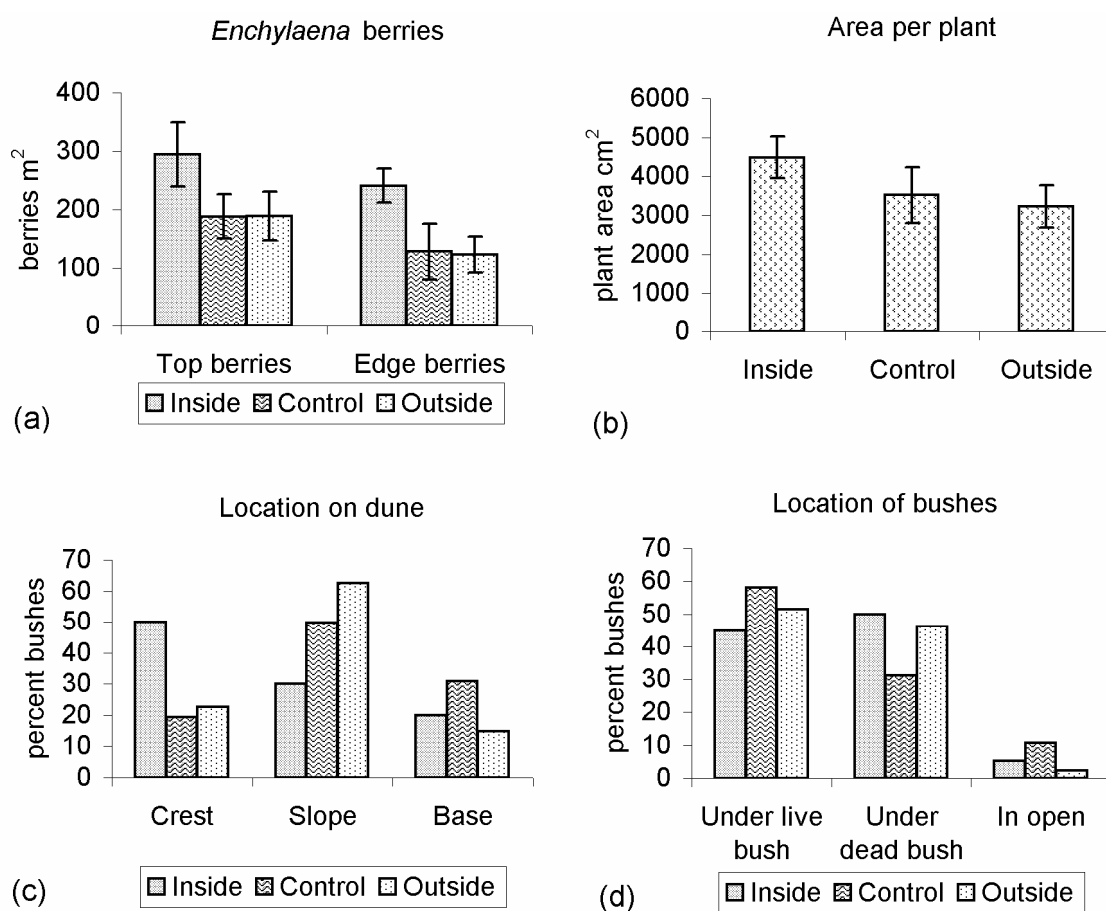 Enchylaena berries
400
300
200
100
0
berries m²
Top berries
Edge berries
Inside Control Outside
(a)
Area per plant
6000
5000
4000
3000
2000
1000
0
plant area cm²
Inside
Control
Outside
(b)
Location on dune
70
60
50
40
30
20
10
0
percent bushes
Crest
Slope
Base
Inside Control Outside
(c)
Location of bushes
70
60
50
40
30
20
10
0
percent bushes
Under live
bush
Under
dead bush
In open
Inside Control Outside
(d)